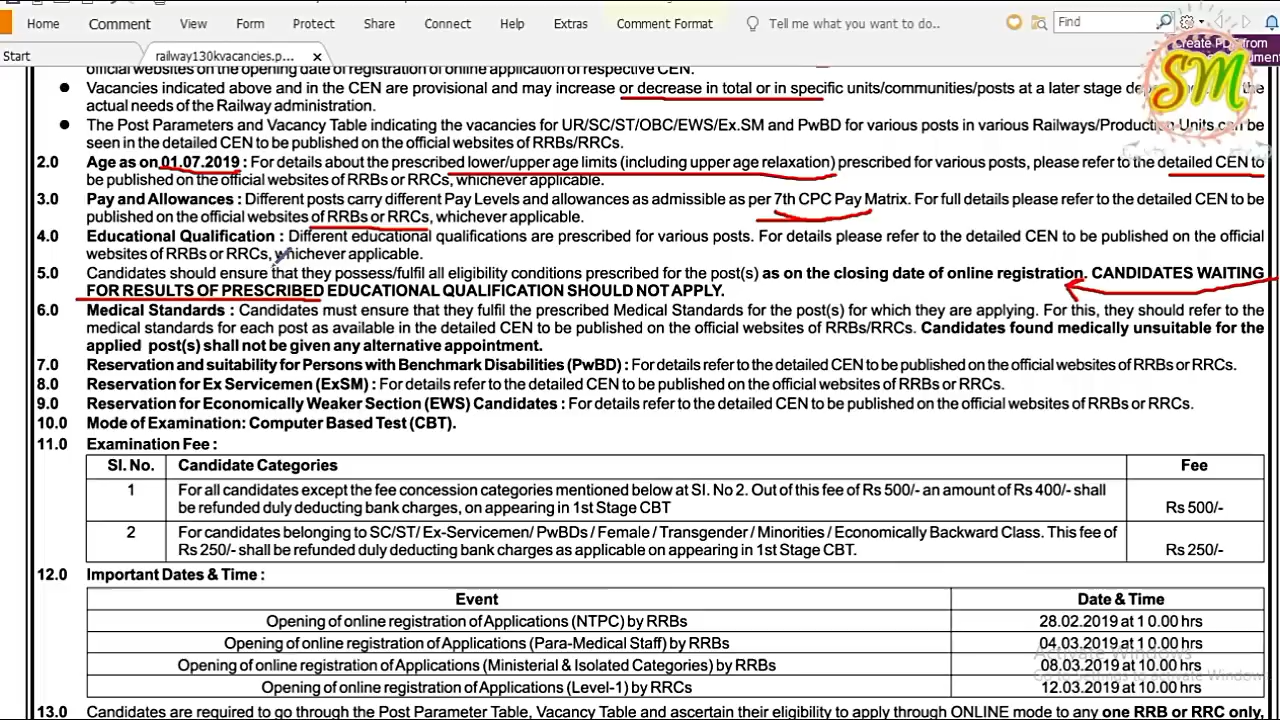 Home Comment View Form Protect Share Connect Help Extras Comment Format Tell me what you want to do.. Find
Start railway130kvacancies.p... × Create PDF from
SM
official websites on the opening date of registration of online application of respective CEN.
● Vacancies indicated above and in the CEN are provisional and may increase or decrease in total or in specific units/communities/posts at a later stage the
actual needs of the Railway administration.
● The Post Parameters and Vacancy Table indicating the vacancies for UR/SC/ST/OBC/EWS/Ex.SM and PwBD for various posts in various Railways/Production Units can be
seen in the detailed CEN to be published on the official websites of RRBs/RRCs.
2.0 Age as on 01.07.2019 : For details about the prescribed lower/upper age limits (including upper age relaxation) prescribed for various posts, please refer to the detailed CEN to
be published on the official websites of RRBs or RRCs, whichever applicable.
3.0 Pay and Allowances : Different posts carry different Pay Levels and allowances as admissible as per 7th CPC Pay Matrix. For full details please refer to the detailed CEN to be
published on the official websites of RRBs or RRCs, whichever applicable.
4.0 Educational Qualification : Different educational qualifications are prescribed for various posts. For details please refer to the detailed CEN to be published on the official
websites of RRBs or RRCs, whichever applicable.
5.0 Candidates should ensure that they possess/fulfil all eligibility conditions prescribed for the post(s) as on the closing date of online registration. CANDIDATES WAITING
FOR RESULTS OF PRESCRIBED EDUCATIONAL QUALIFICATION SHOULD NOT APPLY.
6.0 Medical Standards : Candidates must ensure that they fulfil the prescribed Medical Standards for the post(s) for which they are applying. For this, they should refer to the
medical standards for each post as available in the detailed CEN to be published on the official websites of RRBs/RRCs. Candidates found medically unsuitable for the
applied post(s) shall not be given any alternative appointment.
7.0 Reservation and suitability for Persons with Benchmark Disabilities (PwBD) : For details refer to the detailed CEN to be published on the official websites of RRBs or RRCs.
8.0 Reservation for Ex Servicemen (ExSM) : For details refer to the detailed CEN to be published on the official websites of RRBs or RRCs.
9.0 Reservation for Economically Weaker Section (EWS) Candidates : For details refer to the detailed CEN to be published on the official websites of RRBs or RRCs.
10.0 Mode of Examination: Computer Based Test (CBT).
11.0 Examination Fee :
Sl. No. Candidate Categories Fee
1 For all candidates except the fee concession categories mentioned below at Sl. No 2. Out of this fee of Rs 500/- an amount of Rs 400/- shall
be refunded duly deducting bank charges, on appearing in 1st Stage CBT Rs 500/-
2 For candidates belonging to SC/ST/ Ex-Servicemen/ PwBDs / Female / Transgender / Minorities / Economically Backward Class. This fee of
Rs 250/- shall be refunded duly deducting bank charges as applicable on appearing in 1st Stage CBT. Rs 250/-
12.0 Important Dates & Time :
Event Date & Time
Opening of online registration of Applications (NTPC) by RRBs 28.02.2019 at 10.00 hrs
Opening of online registration of Applications (Para-Medical Staff) by RRBs 04.03.2019 at 10.00 hrs
Opening of online registration of Applications (Ministerial & Isolated Categories) by RRBs 08.03.2019 at 10.00 hrs
Opening of online registration of Applications (Level-1) by RRCs 12.03.2019 at 10.00 hrs
Activate Windows
Go to Settings to activate Windows.
13.0 Candidates are required to go through the Post Parameter Table, Vacancy Table and ascertain their eligibility to apply through ONLINE mode to any one RRB or RRC only,